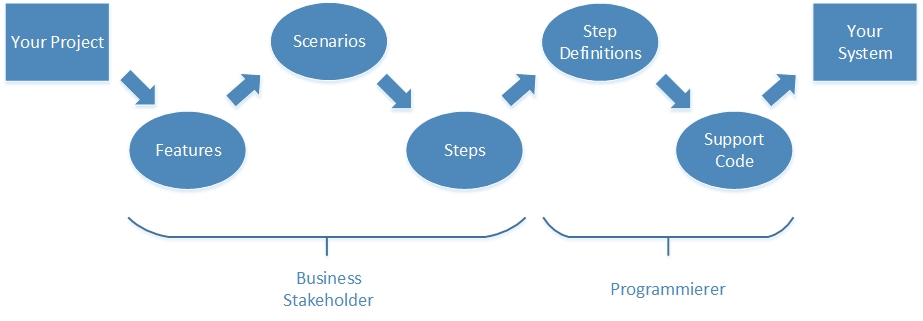 Your Project
Scenarios
Step
Definitions
Your
System
Features
Steps
Support
Code
Business
Stakeholder
Programmierer